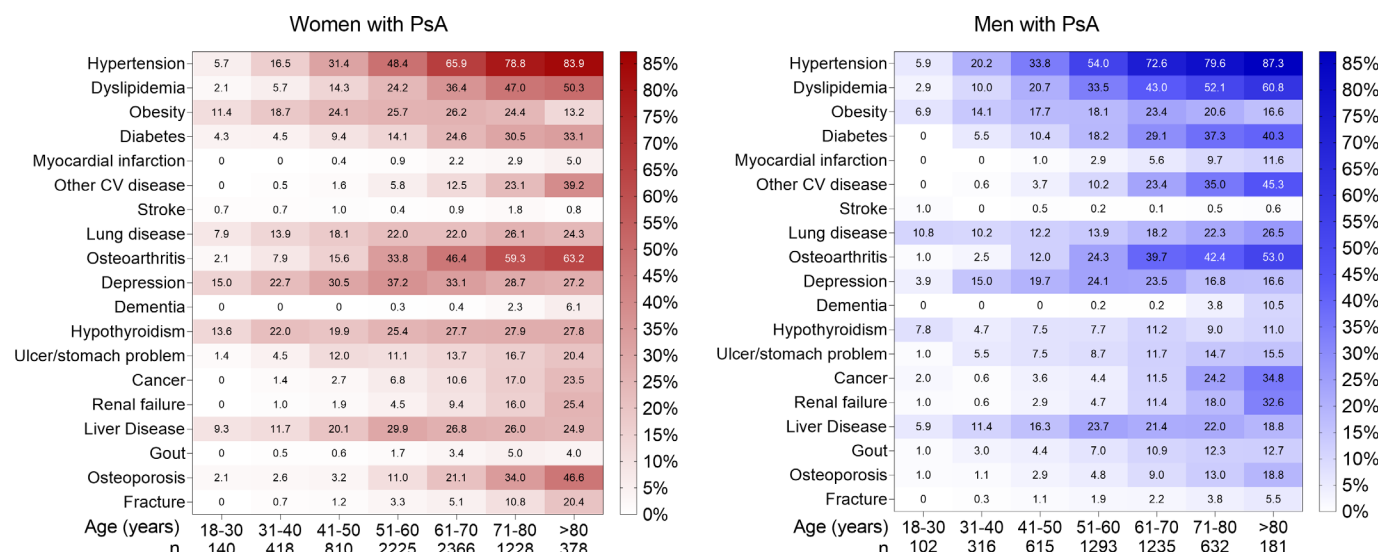 Women with PsA
Hypertension 5.7 16.5 31.4 48.4 65.9 78.8 83.9
Dyslipidemia 2.1 5.7 14.3 24.2 36.4 47.0 50.3
Obesity 11.4 18.7 24.1 25.7 26.2 24.4 13.2
Diabetes 4.3 4.5 9.4 14.1 24.6 30.5 33.1
Myocardial infarction 0 0 0.4 0.9 2.2 2.9 5.0
Other CV disease 0 0.5 1.6 5.8 12.5 23.1 39.2
Stroke 0.7 0.7 1.0 0.4 0.9 1.8 0.8
Lung disease 7.9 13.9 18.1 22.0 22.0 26.1 24.3
Osteoarthritis 2.1 7.9 15.6 33.8 46.4 59.3 63.2
Depression 15.0 22.7 30.5 37.2 33.1 28.7 27.2
Dementia 0 0 0 0.3 0.4 2.3 6.1
Hypothyroidism 13.6 22.0 19.9 25.4 27.7 27.9 27.8
Ulcer/stomach problem 1.4 4.5 12.0 11.1 13.7 16.7 20.4
Cancer 0 1.4 2.7 6.8 10.6 17.0 23.5
Renal failure 0 1.0 1.9 4.5 9.4 16.0 25.4
Liver Disease 9.3 11.7 20.1 29.9 26.8 26.0 24.9
Gout 0 0.5 0.6 1.7 3.4 5.0 4.0
Osteoporosis 2.1 2.6 3.2 11.0 21.1 34.0 46.6
Fracture 0 0.7 1.2 3.3 5.1 10.8 20.4
Age (years) 18-30 31-40 41-50 51-60 61-70 71-80 >80
n 140 418 810 2225 2366 1228 378
85%
80%
75%
70%
65%
60%
55%
50%
45%
40%
35%
30%
25%
20%
15%
10%
5%
0%
Men with PsA
Hypertension 5.9 20.2 33.8 54.0 72.6 79.6 87.3
Dyslipidemia 2.9 10.0 20.7 33.5 43.0 52.1 60.8
Obesity 6.9 14.1 17.7 18.1 23.4 20.6 16.6
Diabetes 0 5.5 10.4 18.2 29.1 37.3 40.3
Myocardial infarction 0 0 1.0 2.9 5.6 9.7 11.6
Other CV disease 0 0.6 3.7 10.2 23.4 35.0 45.3
Stroke 1.0 0 0.5 0.2 0.1 0.5 0.6
Lung disease 10.8 10.2 12.2 13.9 18.2 22.3 26.5
Osteoarthritis 1.0 2.5 12.0 24.3 39.7 42.4 53.0
Depression 3.9 15.0 19.7 24.1 23.5 16.8 16.6
Dementia 0 0 0 0.2 0.2 3.8 10.5
Hypothyroidism 7.8 4.7 7.5 7.7 11.2 9.0 11.0
Ulcer/stomach problem 1.0 5.5 7.5 8.7 11.7 14.7 15.5
Cancer 2.0 0.6 3.6 4.4 11.5 24.2 34.8
Renal failure 1.0 0.6 2.9 4.7 11.4 18.0 32.6
Liver Disease 5.9 11.4 16.3 23.7 21.4 22.0 18.8
Gout 1.0 3.0 4.4 7.0 10.9 12.3 12.7
Osteoporosis 1.0 1.1 2.9 4.8 9.0 13.0 18.8
Fracture 0 0.3 1.1 1.9 2.2 3.8 5.5
Age (years) 18-30 31-40 41-50 51-60 61-70 71-80 >80
n 102 316 615 1293 1235 632 181
85%
80%
75%
70%
65%
60%
55%
50%
45%
40%
35%
30%
25%
20%
15%
10%
5%
0%